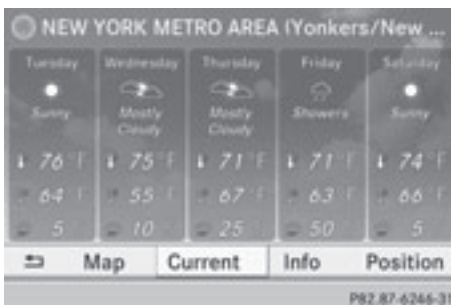 NEW YORK METRO AREA (Yonkers/New ...
Tuesday Wednesday Thursday Friday Saturday
Sunny Mostly Cloudy Mostly Cloudy Showers Sunny
76 °F 75 °F 71 °F 71 °F 74 °F
64 °F 55 °F 67 °F 63 °F 66 °F
5 10 25 50 5
Map Current Info Position
P82.87-6246-31